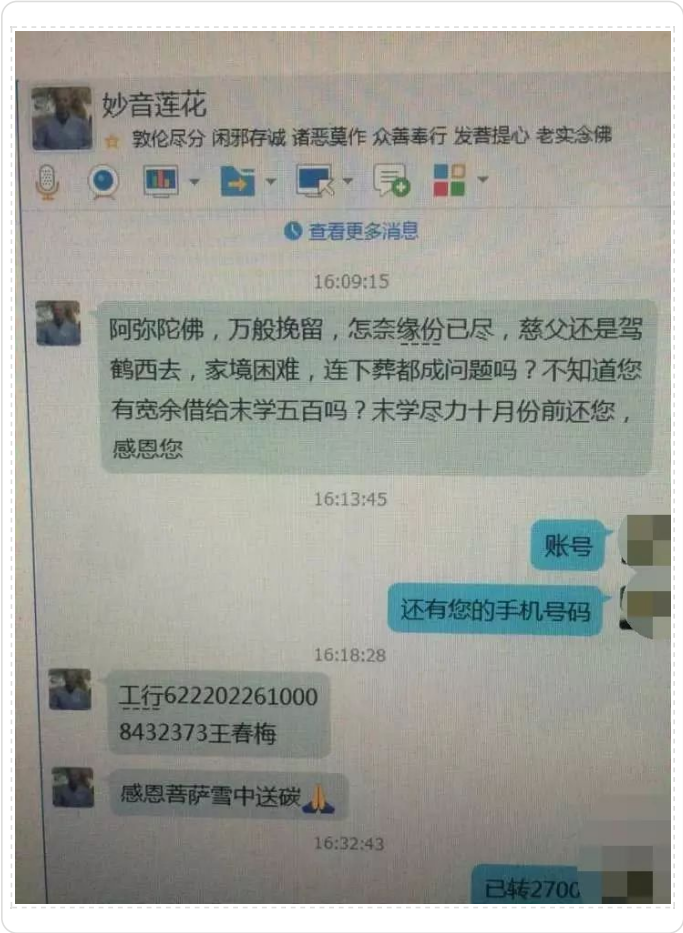 妙音莲花
敦伦尽分 闲邪存诚 诸恶莫作 众善奉行 发菩提心 老实念佛
查看更多消息
16:09:15
阿弥陀佛，万般挽留，怎奈缘份已尽，慈父还是驾
鹤西去，家境困难，连下葬都成问题吗？不知道您
有宽余借给末学五百吗？末学尽力十月份前还您，
感恩您
16:13:45
账号
还有您的手机号码
16:18:28
工行622202261000
8432373王春梅
感恩菩萨雪中送碳🙏
16:32:43
已转2700